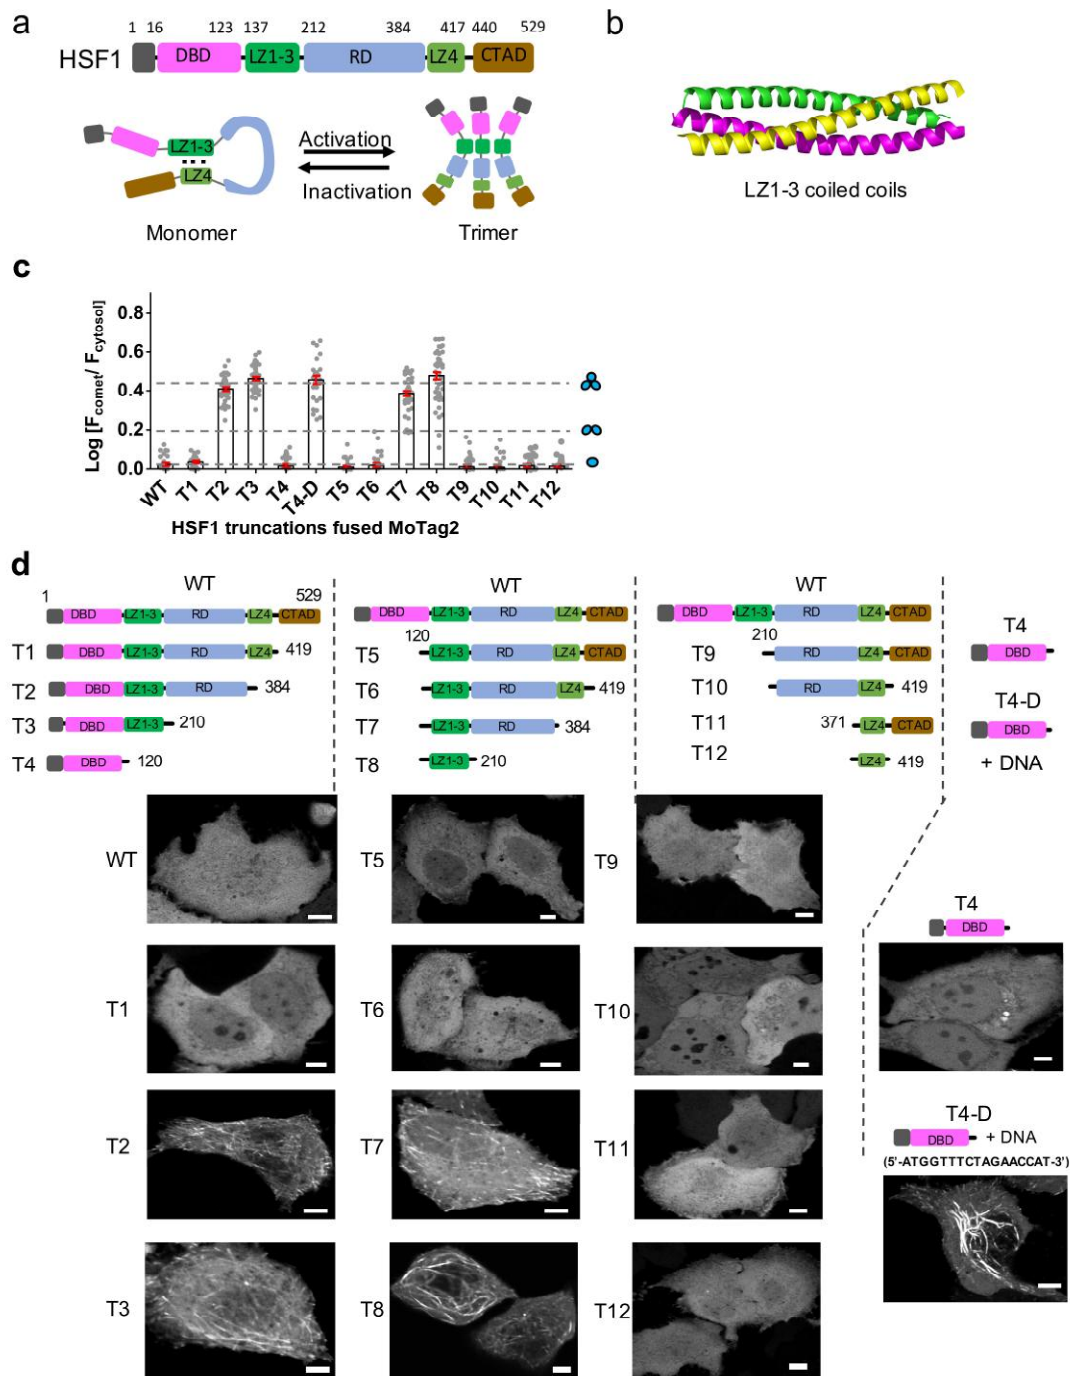 a
1 16 123 137 212 384 417 440 529
HSF1 DBD LZ1-3 RD LZ4 CTAD
LZ1-3
LZ4
Activation
Inactivation
Monomer
Trimer
b
LZ1-3 coiled coils
c
Log [Fcomet/ Fcytosol]
0.8
0.6
0.4
0.2
0.0
WT T1 T2 T3 T4 T4-D T5 T6 T7 T8 T9 T10 T11 T12
HSF1 truncations fused MoTag2
d
WT
1 529
DBD LZ1-3 RD LZ4 CTAD
T1 DBD LZ1-3 RD LZ4 419
T2 DBD LZ1-3 RD 384
T3 DBD LZ1-3 210
T4 DBD 120
WT
DBD LZ1-3 RD LZ4 CTAD
120
T5 LZ1-3 RD LZ4 CTAD
T6 LZ1-3 RD LZ4 419
T7 LZ1-3 RD 384
T8 LZ1-3 210
WT
DBD LZ1-3 RD LZ4 CTAD
210
T9 RD LZ4 CTAD
T10 RD LZ4 419
T11 371 LZ4 CTAD
T12 LZ4 419
T4
DBD
T4-D
DBD
+ DNA
WT
T5
T9
T1
T6
T10
T2
T7
T11
T3
T8
T12
T4
DBD
T4-D
DBD + DNA
(5'-ATGGTTTCTAGAACCAT-3')